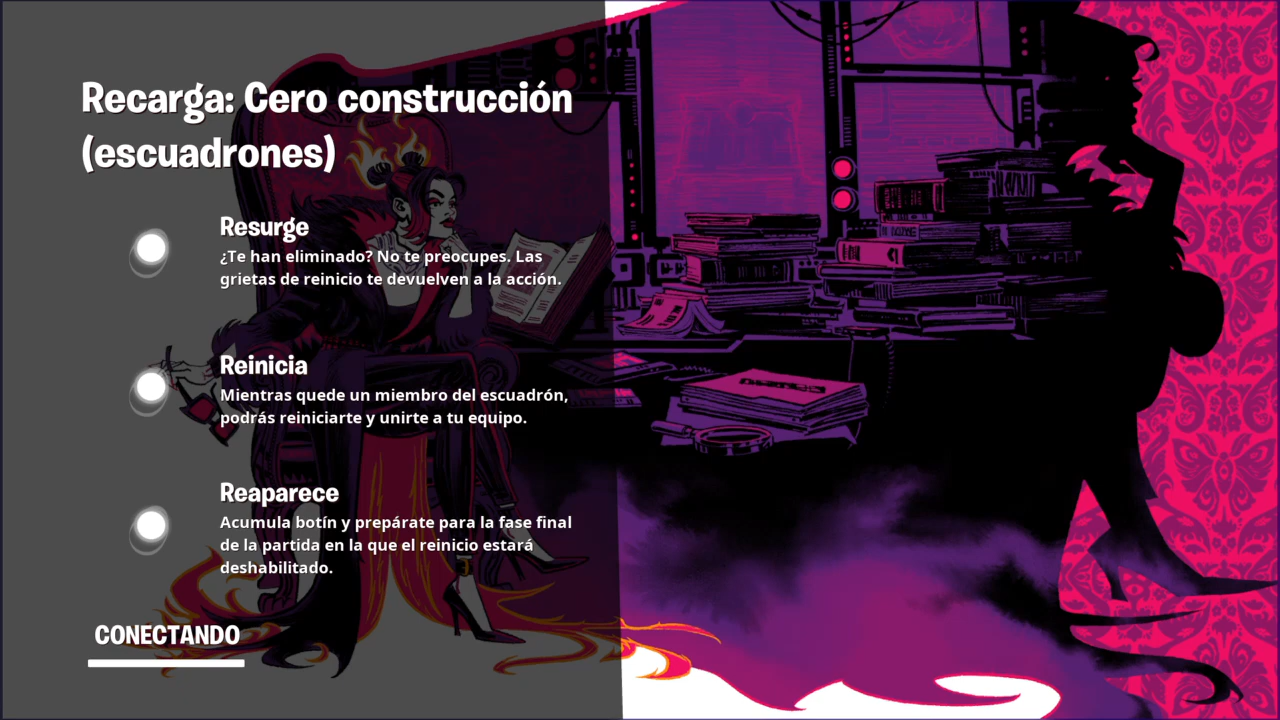 Recarga: Cero construcción
(escuadrones)
Resurge
¿Te han eliminado? No te preocupes. Las
grietas de reinicio te devuelven a la acción.
Reinicia
Mientras quede un miembro del escuadrón,
podrás reiniciarte y unirte a tu equipo.
Reaparece
Acumula botín y prepárate para la fase final
de la partida en la que el reinicio estará
deshabilitado.
CONECTANDO